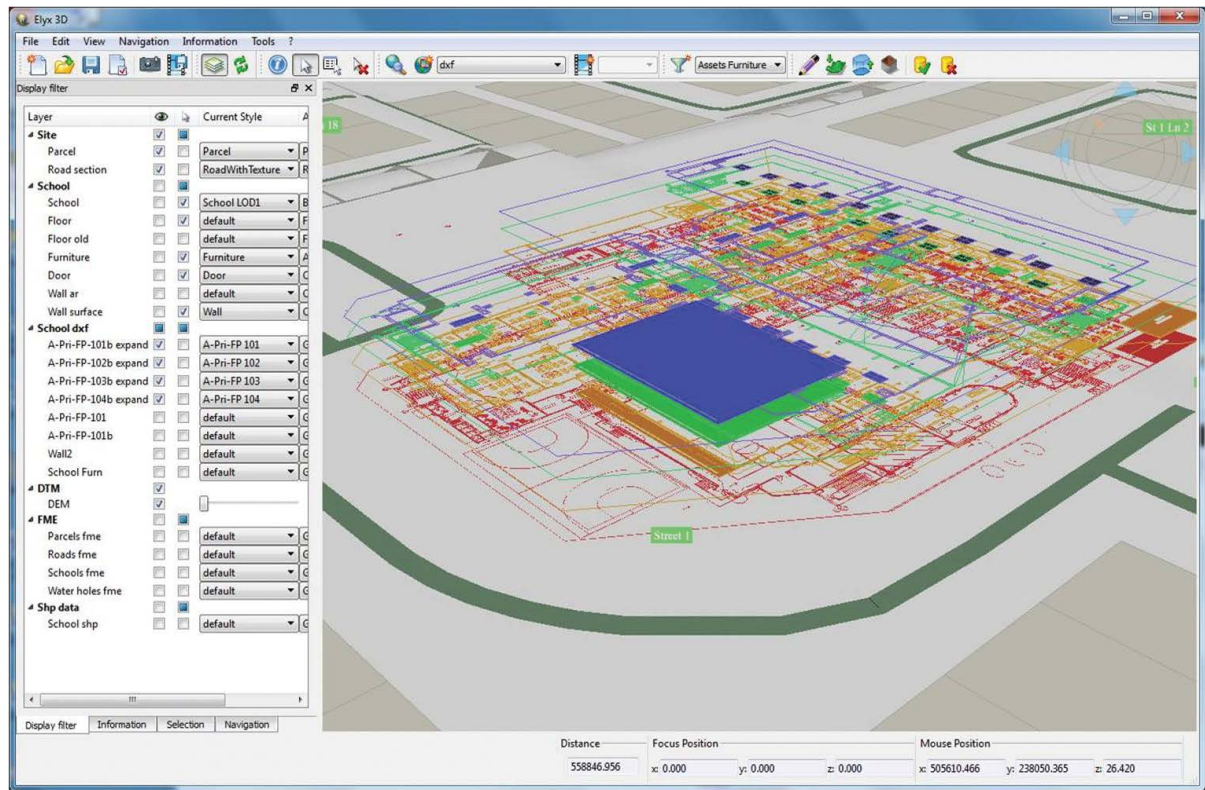 Elyx 3D
File Edit View Navigation Information Tools ?
dxf
Assets Furniture
Display filter
Layer Current Style A
Site
Parcel Parcel P
Road section RoadWithTexture R
School
School School LOD1 B
Floor default F
Floor old default F
Furniture Furniture A
Door Door C
Wall ar default C
Wall surface Wall C
School dxf
A-Pri-FP-101b expand A-Pri-FP 101 G
A-Pri-FP-102b expand A-Pri-FP 102 G
A-Pri-FP-103b expand A-Pri-FP 103 G
A-Pri-FP-104b expand A-Pri-FP 104 G
A-Pri-FP-101 default G
A-Pri-FP-101b default G
Wall2 default G
School Furn default G
DTM
DEM
FME
Parcels fme default G
Roads fme default G
Schools fme default G
Water holes fme default G
Shp data
School shp default G
Display filter Information Selection Navigation
18
St 1 Ln 2
Street 1
Distance Focus Position Mouse Position
558846.956 x: 0.000 y: 0.000 z: 0.000 x: 505610.466 y: 238050.365 z: 26.420